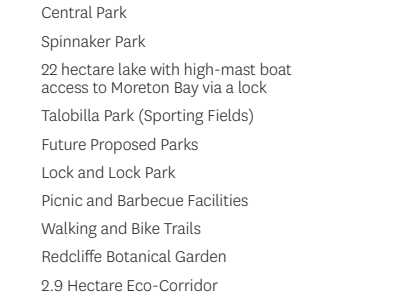 Central Park
Spinnaker Park
22 hectare lake with high-mast boat
access to Moreton Bay via a lock
Talobilla Park (Sporting Fields)
Future Proposed Parks
Lock and Lock Park
Picnic and Barbecue Facilities
Walking and Bike Trails
Redcliffe Botanical Garden
2.9 Hectare Eco-Corridor